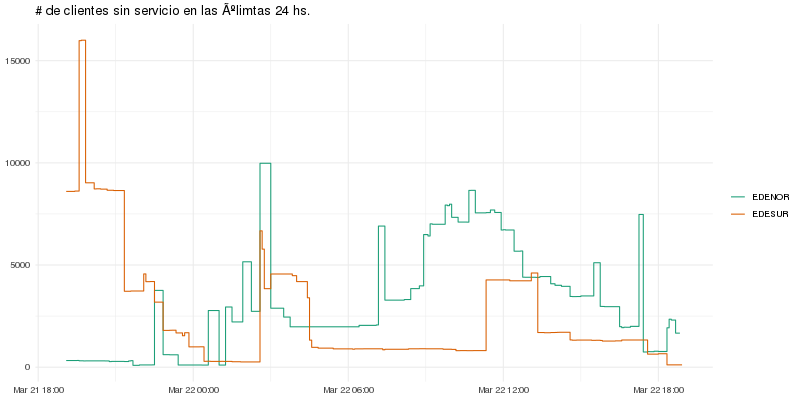 # de clientes sin servicio en las Ãºlimtas 24 hs.
15000
10000
5000
0
Mar 21 18:00 Mar 22 00:00 Mar 22 06:00 Mar 22 12:00 Mar 22 18:00
EDENOR
EDESUR